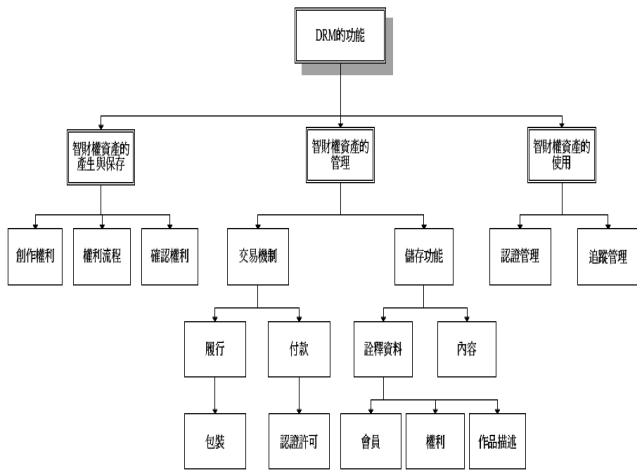 DRM的功能
智財權資產的
產生與保存
智財權資產的
管理
智財權資產的
使用
創作權利
權利流程
確認權利
交易機制
儲存功能
認證管理
追蹤管理
履行
付款
詮釋資料
內容
包裝
認證許可
會員
權利
作品描述